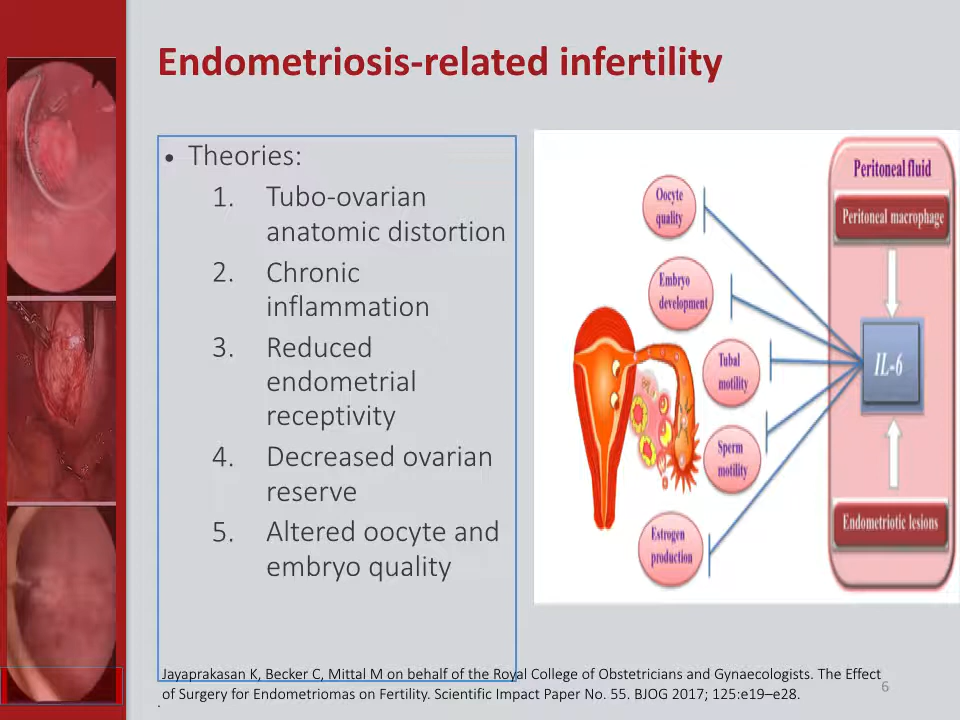 Endometriosis-related infertility
• Theories:
1. Tubo-ovarian
anatomic distortion
2. Chronic
inflammation
3. Reduced
endometrial
receptivity
4. Decreased ovarian
reserve
5. Altered oocyte and
embryo quality
Oocyte
quality
Embryo
development
Tubal
motility
Sperm
motility
Estrogen
production
Peritoneal fluid
Peritoneal macrophage
IL-6
Endometriotic lesions
Jayaprakasan K, Becker C, Mittal M on behalf of the Royal College of Obstetricians and Gynaecologists. The Effect
of Surgery for Endometriomas on Fertility. Scientific Impact Paper No. 55. BJOG 2017; 125:e19–e28.
.
6